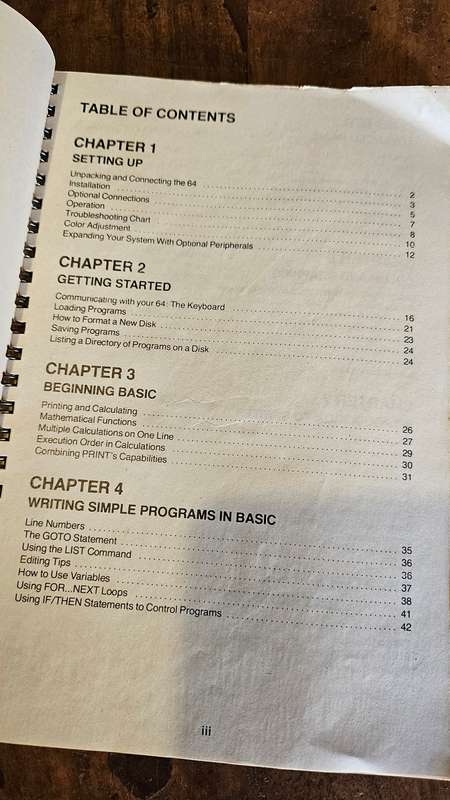 TABLE OF CONTENTS
CHAPTER 1
SETTING UP
Unpacking and Connecting the 64 2
Installation 3
Optional Connections 5
Operation 7
Troubleshooting Chart 8
Color Adjustment 10
Expanding Your System With Optional Peripherals 12
CHAPTER 2
GETTING STARTED
Communicating with your 64: The Keyboard 16
Loading Programs 21
How to Format a New Disk 23
Saving Programs 24
Listing a Directory of Programs on a Disk 24
CHAPTER 3
BEGINNING BASIC
Printing and Calculating 26
Mathematical Functions 27
Multiple Calculations on One Line 29
Execution Order in Calculations 30
Combining PRINT's Capabilities 31
CHAPTER 4
WRITING SIMPLE PROGRAMS IN BASIC
Line Numbers 35
The GOTO Statement 36
Using the LIST Command 36
Editing Tips 37
How to Use Variables 38
Using FOR...NEXT Loops 41
Using IF/THEN Statements to Control Programs 42
iii